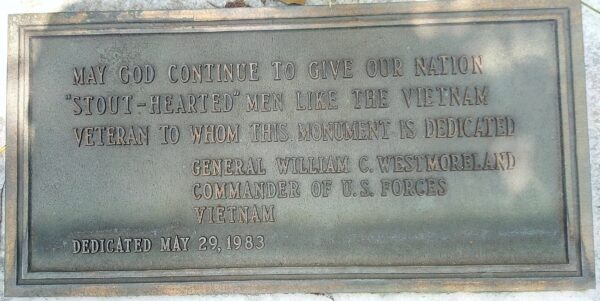 MAY GOD CONTINUE TO GIVE OUR NATION
"STOUT-HEARTED" MEN LIKE THE VIETNAM
VETERAN TO WHOM THIS MONUMENT IS DEDICATED
GENERAL WILLIAM C. WESTMORELAND
COMMANDER OF U.S. FORCES
VIETNAM
DEDICATED MAY 29, 1983